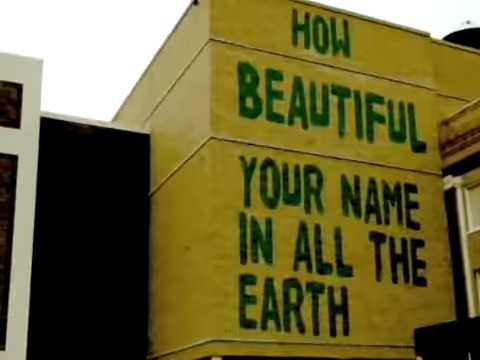 HOW
BEAUTIFUL
YOUR NAME
IN ALL THE
EARTH